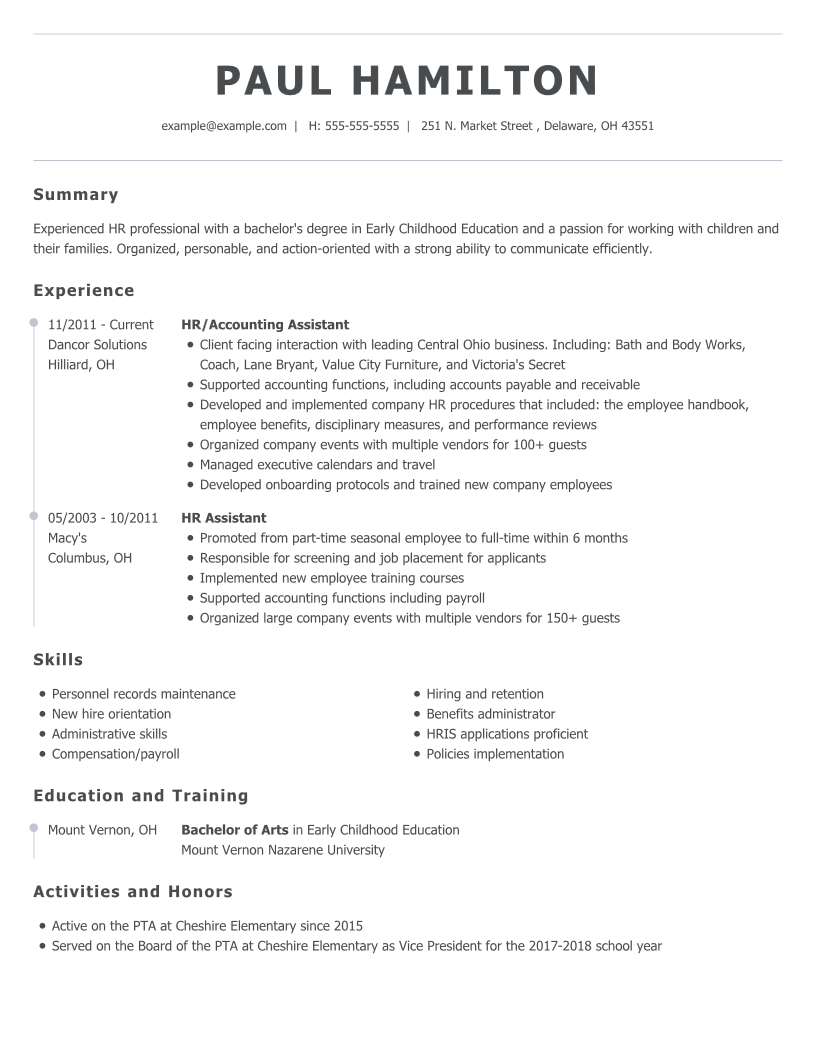 PAUL HAMILTON
example@example.com | H: 555-555-5555 | 251 N. Market Street , Delaware, OH 43551
Summary
Experienced HR professional with a bachelor's degree in Early Childhood Education and a passion for working with children and
their families. Organized, personable, and action-oriented with a strong ability to communicate efficiently.
Experience
11/2011 - Current
Dancor Solutions
Hilliard, OH
HR/Accounting Assistant
• Client facing interaction with leading Central Ohio business. Including: Bath and Body Works,
Coach, Lane Bryant, Value City Furniture, and Victoria's Secret
• Supported accounting functions, including accounts payable and receivable
• Developed and implemented company HR procedures that included: the employee handbook,
employee benefits, disciplinary measures, and performance reviews
• Organized company events with multiple vendors for 100+ guests
• Managed executive calendars and travel
• Developed onboarding protocols and trained new company employees
05/2003 - 10/2011
Macy's
Columbus, OH
HR Assistant
• Promoted from part-time seasonal employee to full-time within 6 months
• Responsible for screening and job placement for applicants
• Implemented new employee training courses
• Supported accounting functions including payroll
• Organized large company events with multiple vendors for 150+ guests
Skills
• Personnel records maintenance
• New hire orientation
• Administrative skills
• Compensation/payroll
• Hiring and retention
• Benefits administrator
• HRIS applications proficient
• Policies implementation
Education and Training
Mount Vernon, OH
Bachelor of Arts in Early Childhood Education
Mount Vernon Nazarene University
Activities and Honors
• Active on the PTA at Cheshire Elementary since 2015
• Served on the Board of the PTA at Cheshire Elementary as Vice President for the 2017-2018 school year